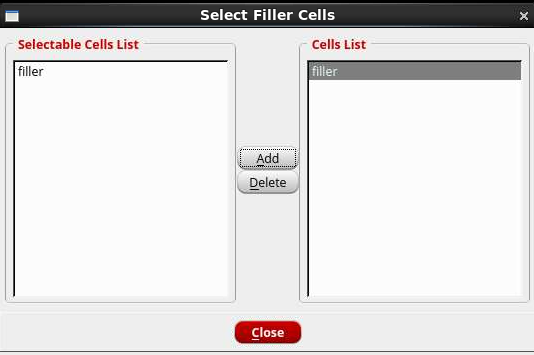 Select Filler Cells
Selectable Cells List
filler
Cells List
filler
Add
Delete
Close